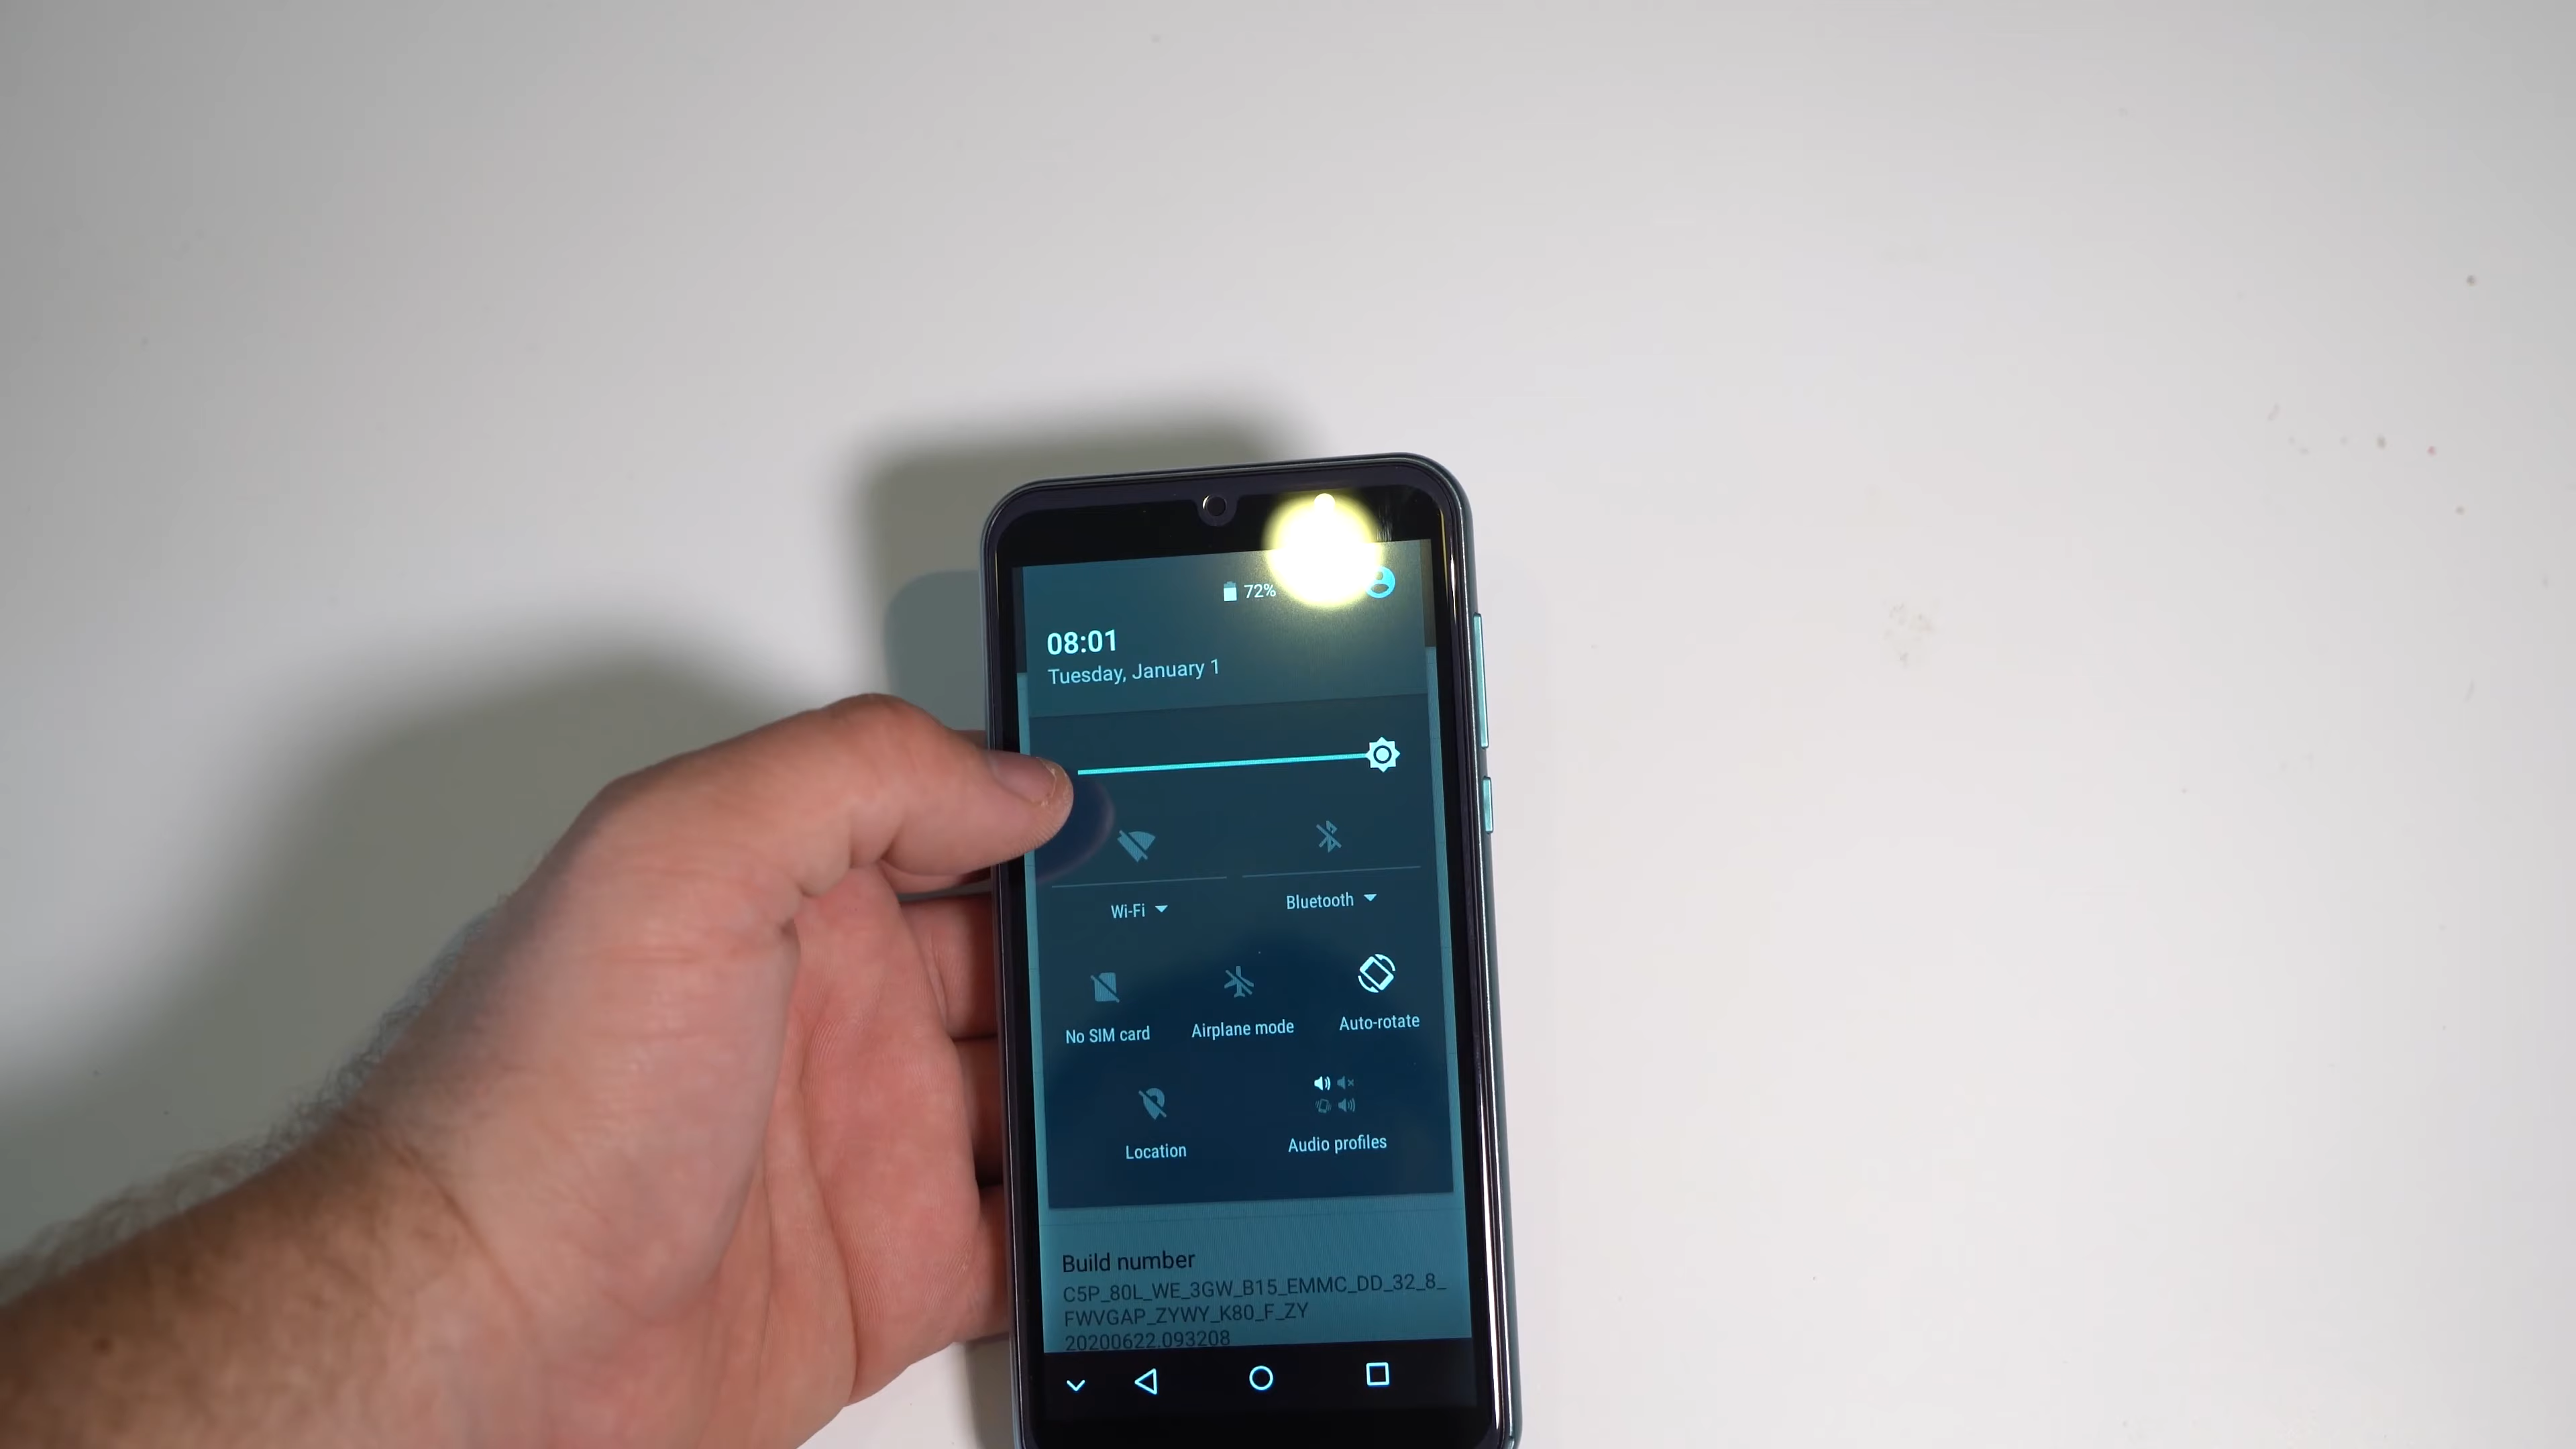 72%
08:01
Tuesday, January 1
Wi-Fi
Bluetooth
No SIM card
Airplane mode
Auto-rotate
Location
Audio profiles
Build number
C5P_80L_WE_3GW_B15_EMMC_DD_32_8_
FWVGAP_ZYWY_K80_F_ZY
20200622.093208